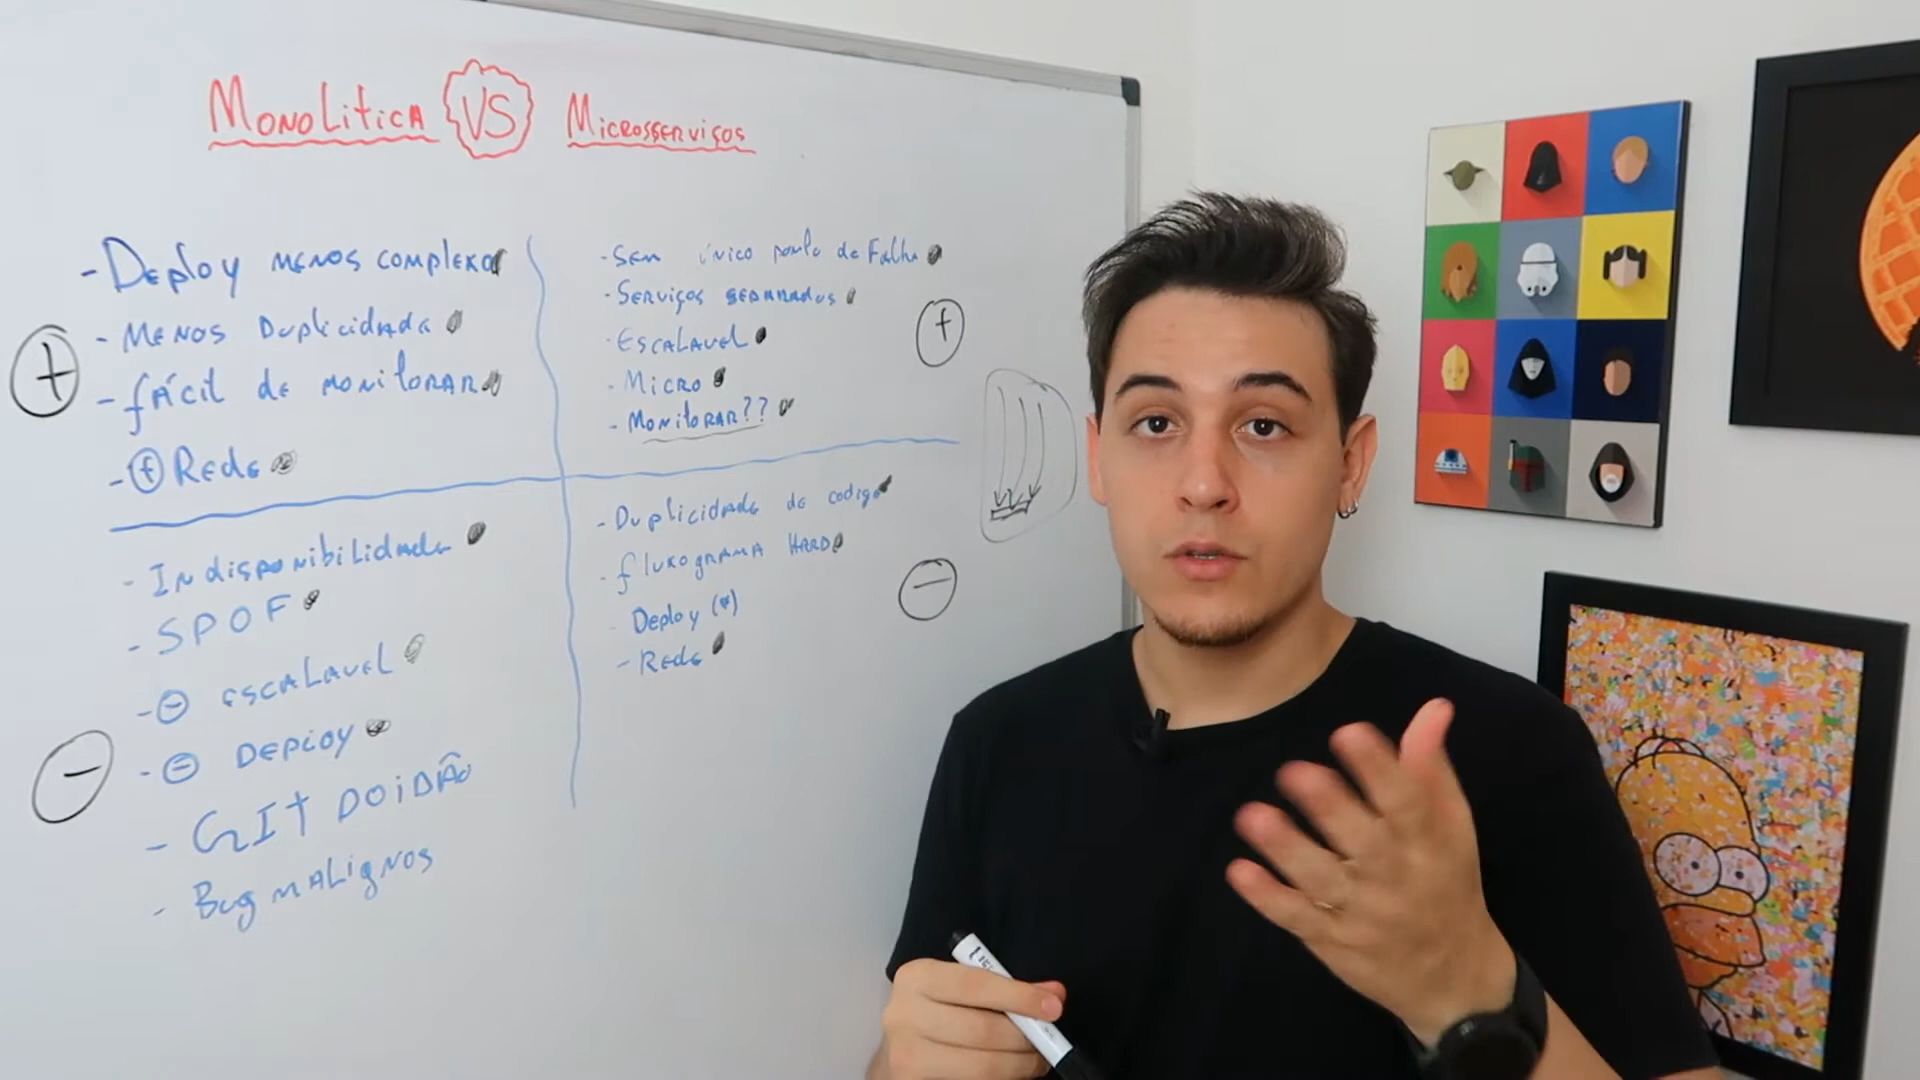 Monolitica VS Microsserviços
- Deploy menos complexo
- Menos Duplicidade
- fácil de monitorar
- + Rede
+
- Indisponibilidade
- SPOF
- - escalavel
- - Deploy
- GIT DOIDÃO
- Bug malignos
-
- Sem único ponto de Falha
- Serviços separados
- Escalavel
- Micro
- Monitorar??
+
- Duplicidade de codigo
- fluxograma HARD
- Deploy (*)
- Rede
-